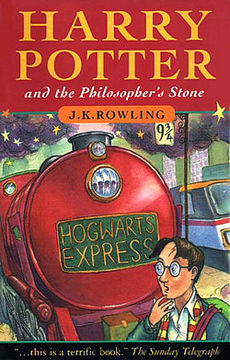 HARRY
POTTER
and the Philosopher's Stone
J.K.ROWLING
9¾
HOGWARTS
EXPRESS
"...this is a terrific book." The Sunday Telegraph